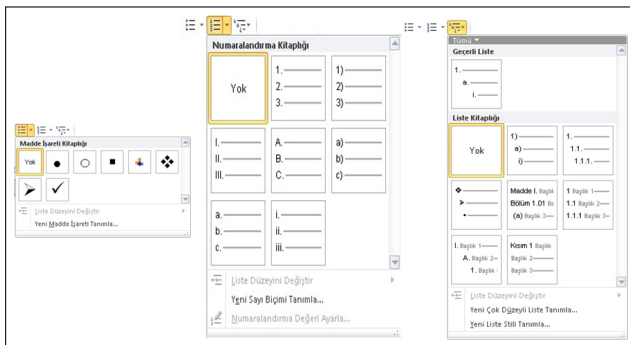 Madde İşareti Kitaplığı
Yok
Liste Düzeyini Değiştir
Yeni Madde İşareti Tanımla...
Numaralandırma Kitaplığı
Yok
1.
2.
3.
1)
2)
3)
I.
II.
III.
A.
B.
C.
a)
b)
c)
a.
b.
c.
i.
ii.
iii.
Liste Düzeyini Değiştir
Yeni Sayı Biçimi Tanımla...
Numaralandırma Değeri Ayarla...
Tümü
Geçerli Liste
1.
a.
i.
Liste Kitaplığı
Yok
1)
a)
i)
1.
1.1.
1.1.1.
Madde I. Başlı
Bölüm 1.01 Bs
(a) Başlık 3
1 Başlık 1
1.1 Başlık 2
1.1.1 Başlık 3
I. Başlık 1
A. Başlık 2
1. Başlık
Kısım 1 Başlık
Başlık 2
Başlık 3
Liste Düzeyini Değiştir
Yeni Çok Düzeyli Liste Tanımla...
Yeni Liste Stili Tanımla...